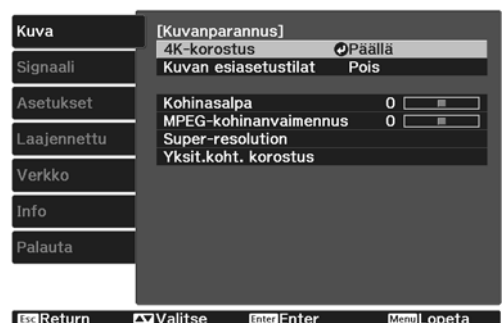 Kuva
Signaali
Asetukset
Laajennettu
Verkko
Info
Palauta
[Kuvanparannus]
4K-korostus Päällä
Kuvan esiasetustilat Pois
Kohinasalpa 0
MPEG-kohinanvaimennus 0
Super-resolution
Yksit.koht. korostus
Esc Return Valitse Enter Enter Menu Lopeta